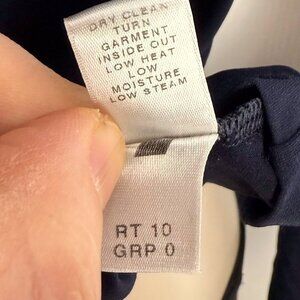 DRY CLEAN
TURN
GARMENT
INSIDE OUT
LOW HEAT
LOW
MOISTURE
LOW STEAM
RT 10
GRP 0